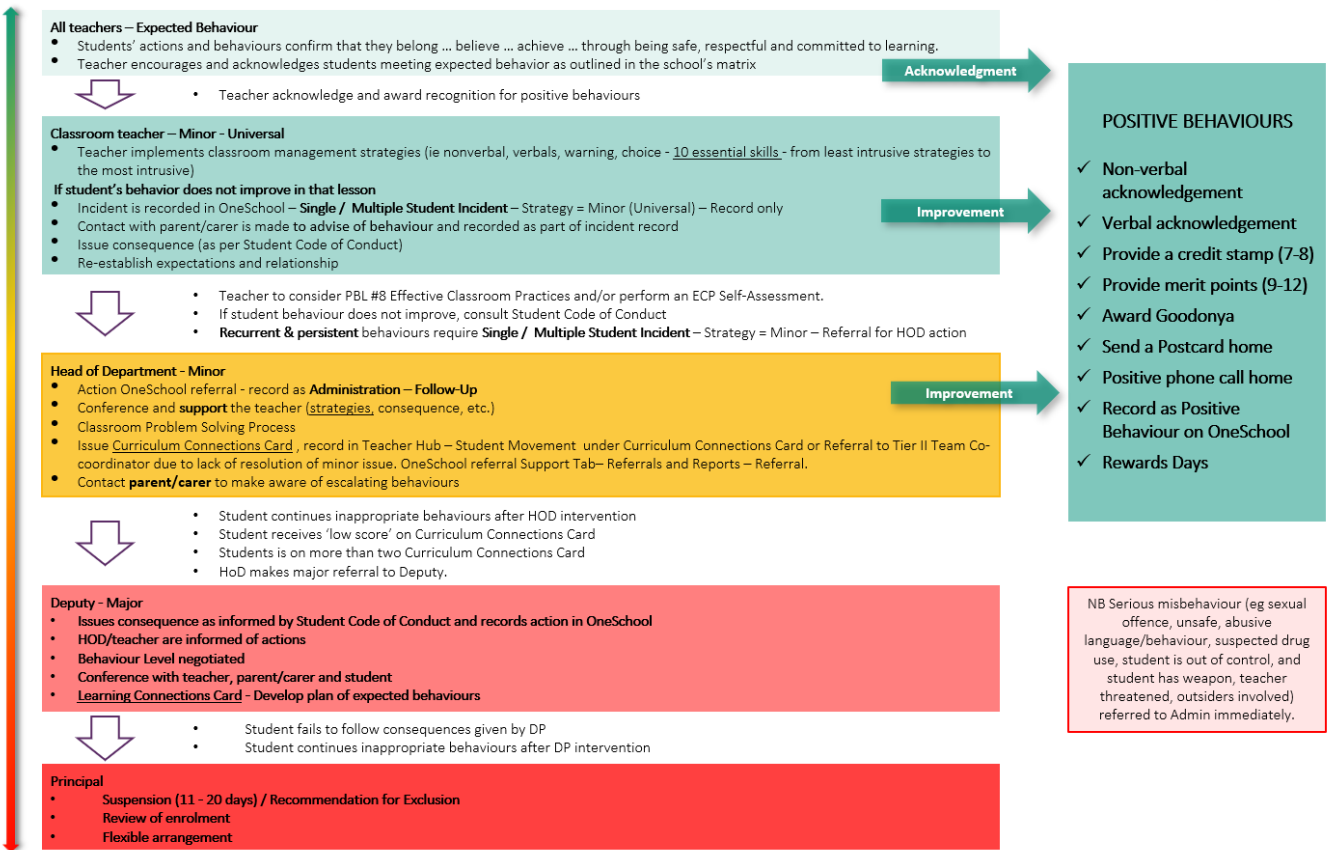 All teachers – Expected Behaviour
• Students' actions and behaviours confirm that they belong ... believe ... achieve ... through being safe, respectful and committed to learning.
• Teacher encourages and acknowledges students meeting expected behavior as outlined in the school's matrix
Acknowledgment
• Teacher acknowledge and award recognition for positive behaviours
Classroom teacher – Minor - Universal
• Teacher implements classroom management strategies (ie nonverbal, verbals, warning, choice - 10 essential skills - from least intrusive strategies to
the most intrusive)
If student's behavior does not improve in that lesson
• Incident is recorded in OneSchool – Single / Multiple Student Incident – Strategy = Minor (Universal) – Record only
• Contact with parent/carer is made to advise of behaviour and recorded as part of incident record
• Issue consequence (as per Student Code of Conduct)
• Re-establish expectations and relationship
Improvement
• Teacher to consider PBL #8 Effective Classroom Practices and/or perform an ECP Self-Assessment.
• If student behaviour does not improve, consult Student Code of Conduct
• Recurrent & persistent behaviours require Single / Multiple Student Incident – Strategy = Minor – Referral for HOD action
Head of Department - Minor
• Action OneSchool referral - record as Administration – Follow-Up
• Conference and support the teacher (strategies, consequence, etc.)
• Classroom Problem Solving Process
• Issue Curriculum Connections Card , record in Teacher Hub – Student Movement under Curriculum Connections Card or Referral to Tier II Team Co-
coordinator due to lack of resolution of minor issue. OneSchool referral Support Tab– Referrals and Reports – Referral.
• Contact parent/carer to make aware of escalating behaviours
Improvement
• Student continues inappropriate behaviours after HOD intervention
• Student receives 'low score' on Curriculum Connections Card
• Students is on more than two Curriculum Connections Card
• HoD makes major referral to Deputy.
Deputy - Major
• Issues consequence as informed by Student Code of Conduct and records action in OneSchool
• HOD/teacher are informed of actions
• Behaviour Level negotiated
• Conference with teacher, parent/carer and student
• Learning Connections Card - Develop plan of expected behaviours
• Student fails to follow consequences given by DP
• Student continues inappropriate behaviours after DP intervention
Principal
• Suspension (11 - 20 days) / Recommendation for Exclusion
• Review of enrolment
• Flexible arrangement
POSITIVE BEHAVIOURS
✓ Non-verbal
acknowledgement
✓ Verbal acknowledgement
✓ Provide a credit stamp (7-8)
✓ Provide merit points (9-12)
✓ Award Goodonya
✓ Send a Postcard home
✓ Positive phone call home
✓ Record as Positive
Behaviour on OneSchool
✓ Rewards Days
NB Serious misbehaviour (eg sexual
offence, unsafe, abusive
language/behaviour, suspected drug
use, student is out of control, and
student has weapon, teacher
threatened, outsiders involved)
referred to Admin immediately.